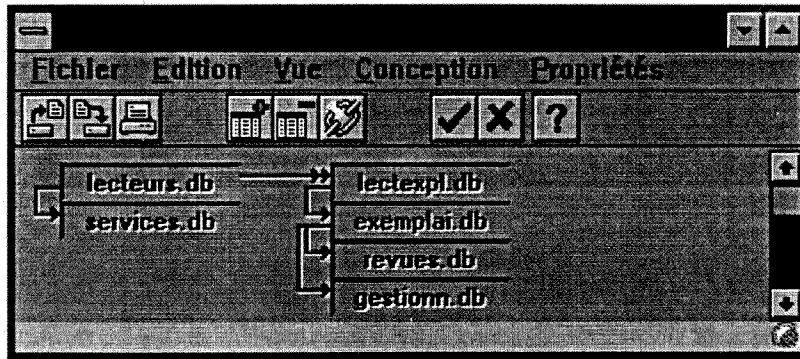 Fichier Edition Vue Conception Propriétés
?
lecteurs.db lectexpl.db
services.db exemplai.db
revues.db
gestionn.db